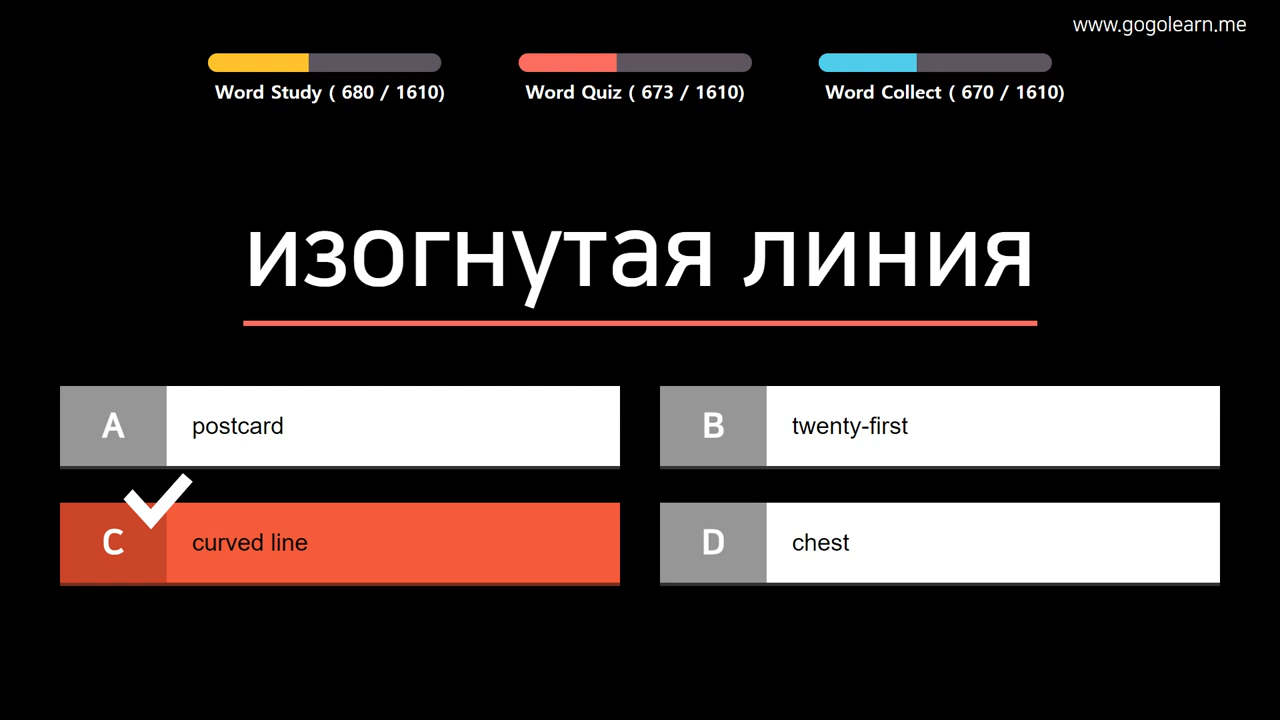 www.gogolearn.me
Word Study ( 680 / 1610)
Word Quiz ( 673 / 1610)
Word Collect ( 670 / 1610)
изогнутая линия
A postcard
B twenty-first
C curved line
D chest